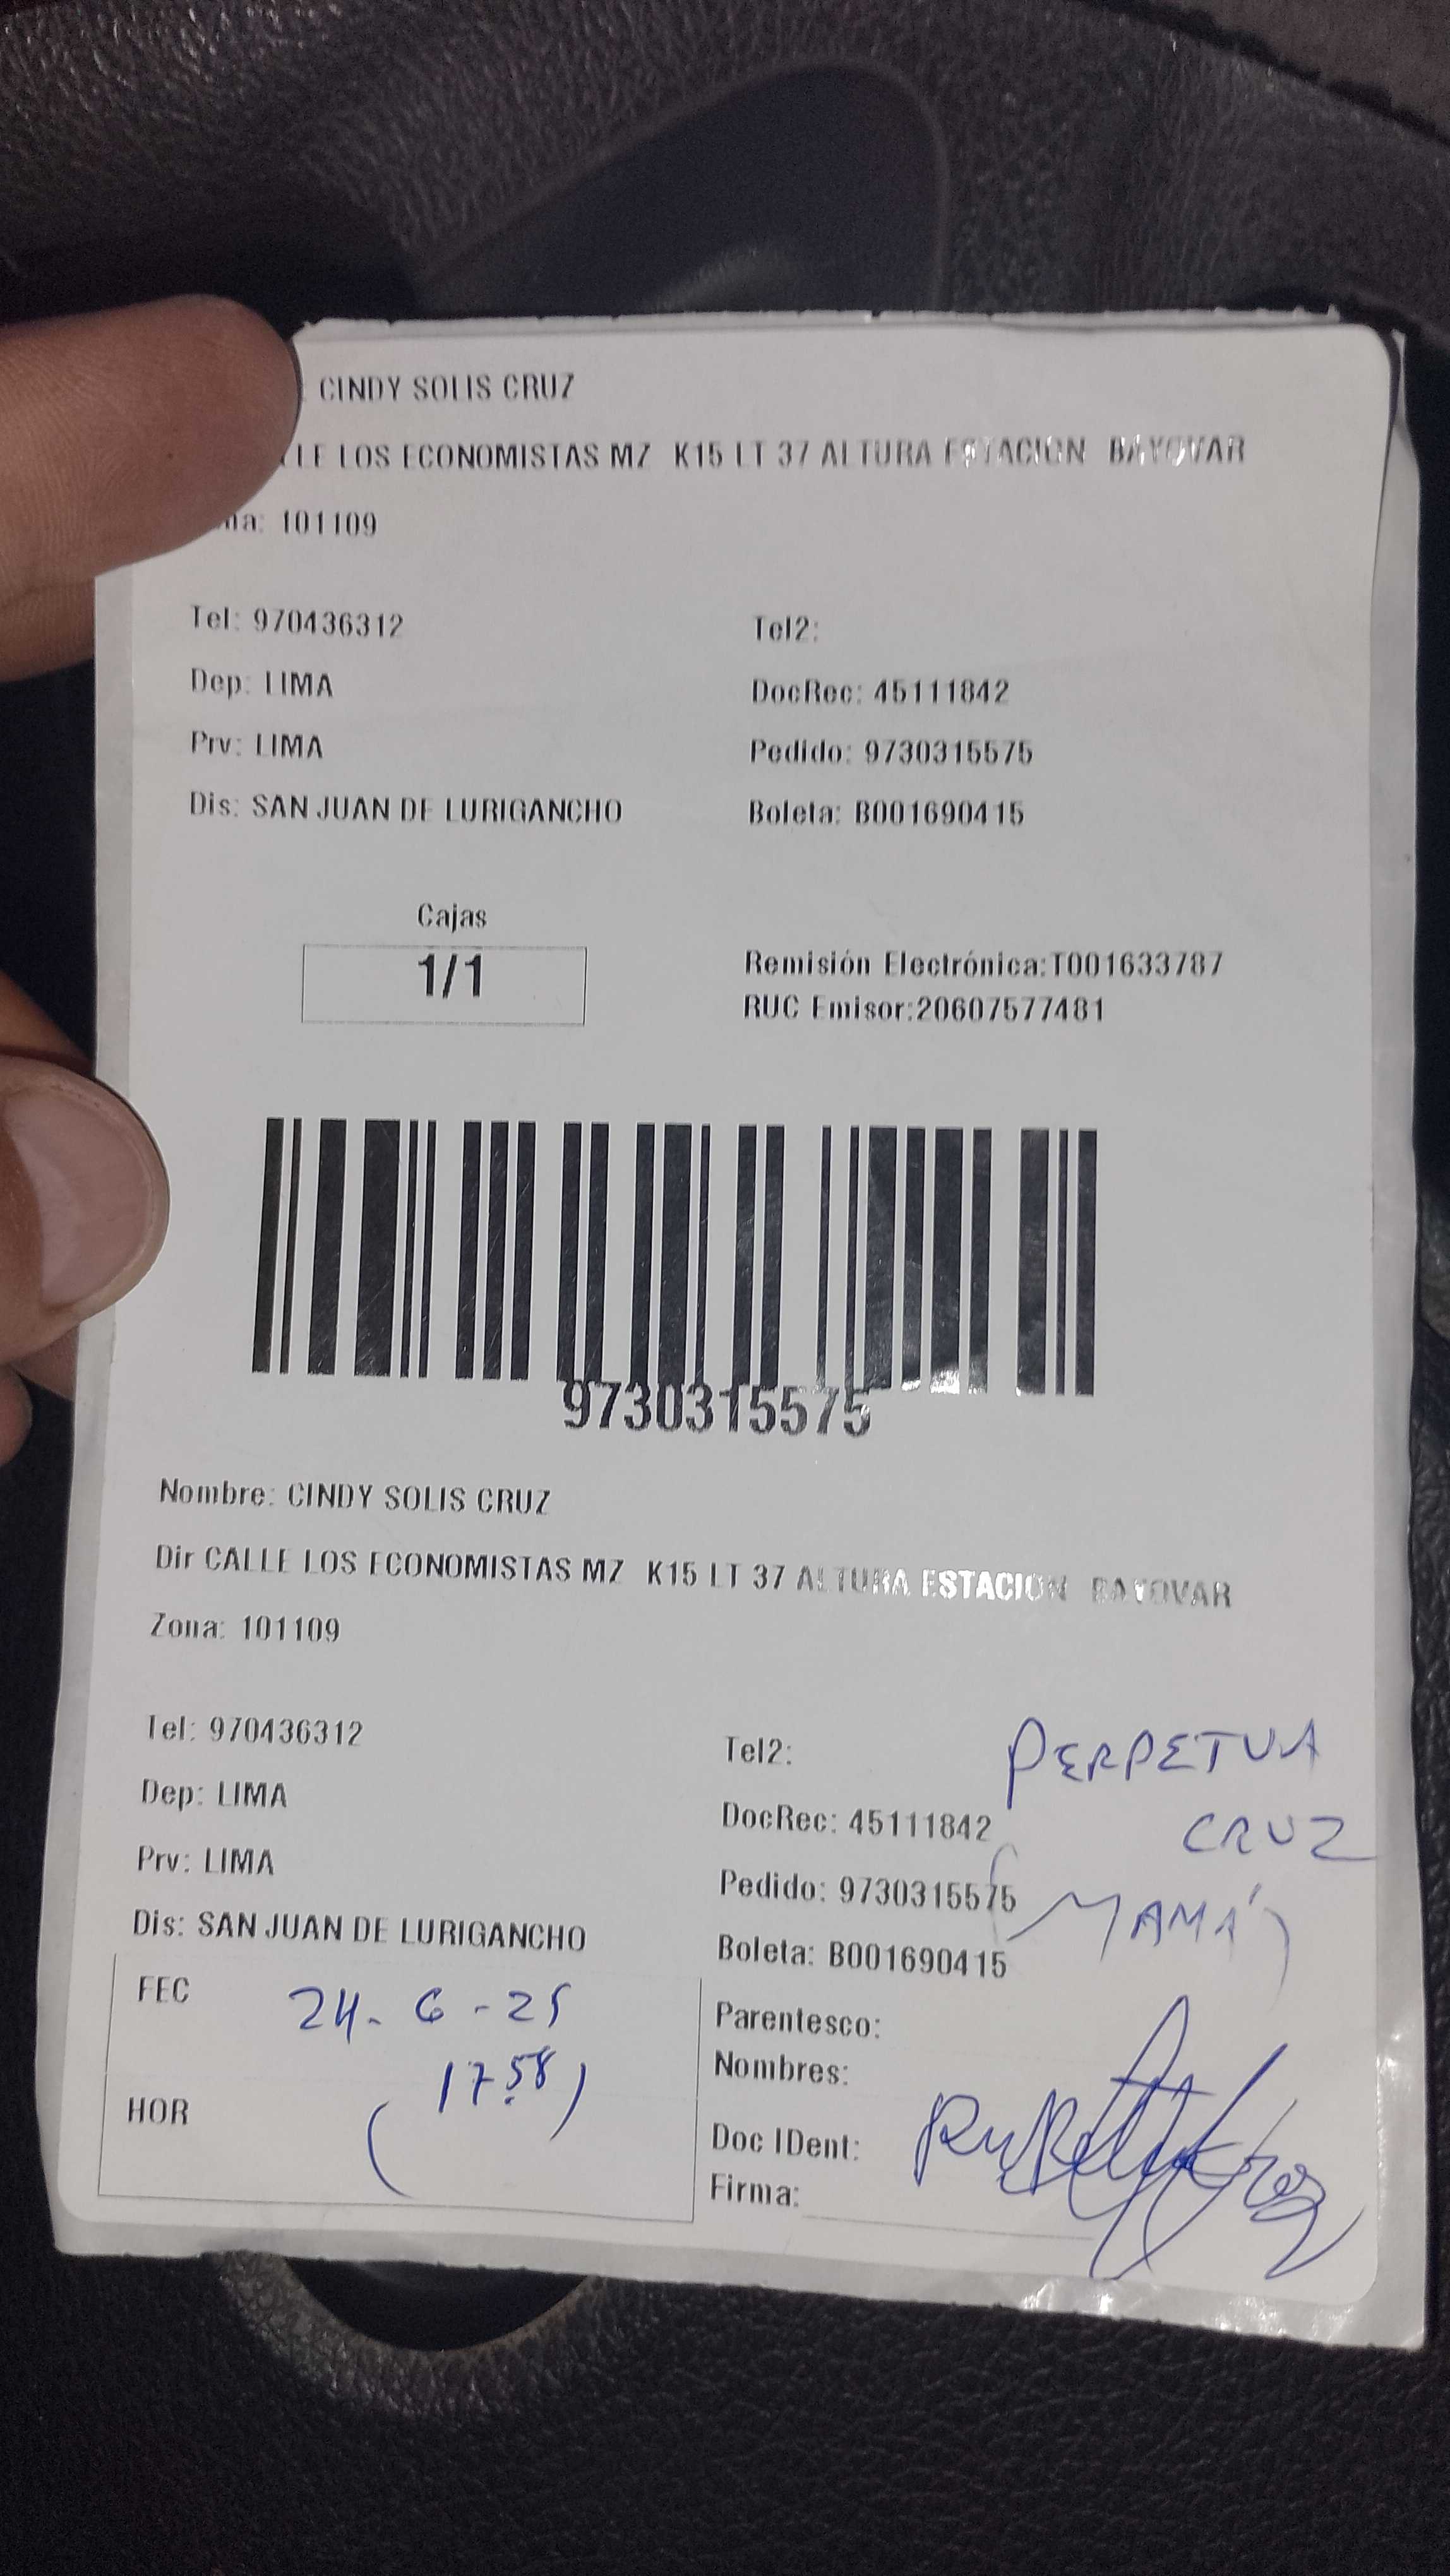 CINDY SOLIS CRUZ
LLE LOS ECONOMISTAS MZ K15 LT 37 ALTURA ESTACION BAYOVAR
na: 101109
Tel: 970436312
Tel2:
Dep: LIMA
DocRec: 45111842
Prv: LIMA
Pedido: 9730315575
Dis: SAN JUAN DE LURIGANCHO
Boleta: B001690415
Cajas
1/1
Remisión Electrónica:T001633787
RUC Emisor:20607577481
9730315575
Nombre: CINDY SOLIS CRUZ
Dir CALLE LOS ECONOMISTAS MZ K15 LT 37 ALTURA ESTACION BAYOVAR
Zona: 101109
Tel: 970436312
Tel2:
PERPETUA
Dep: LIMA
DocRec: 45111842
CRUZ
Prv: LIMA
Pedido: 9730315575
(MAMÁ)
Dis: SAN JUAN DE LURIGANCHO
Boleta: B001690415
FEC
24-6-25
Parentesco:
(17:58)
Nombres:
HOR
Doc IDent:
Firma: